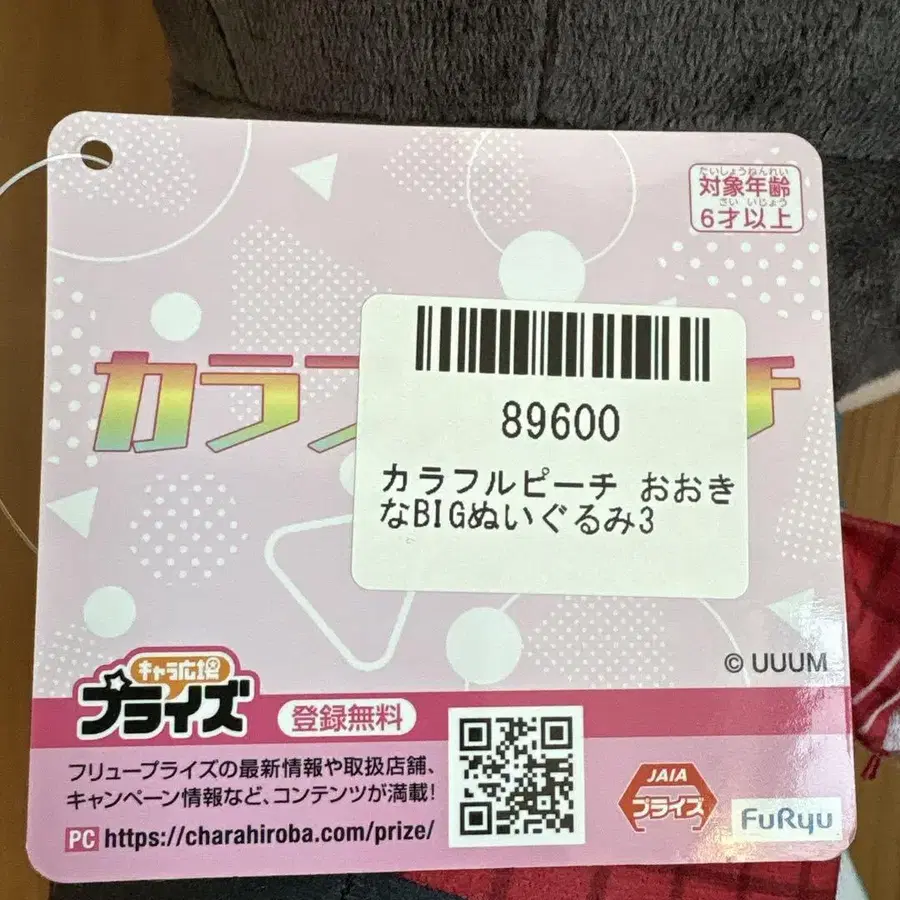 たいしょうねんれい
対象年齢
さい いじょう
6才以上
カラフ
チ
89600
カラフルピーチ おおき
なBIGぬいぐるみ3
© UUUM
キャラ広場
プライズ
登録無料
フリュープライズの最新情報や取扱店舗、
キャンペーン情報など、コンテンツが満載!
PC https://charahiroba.com/prize/
JAIA
プライズ
FuRyu